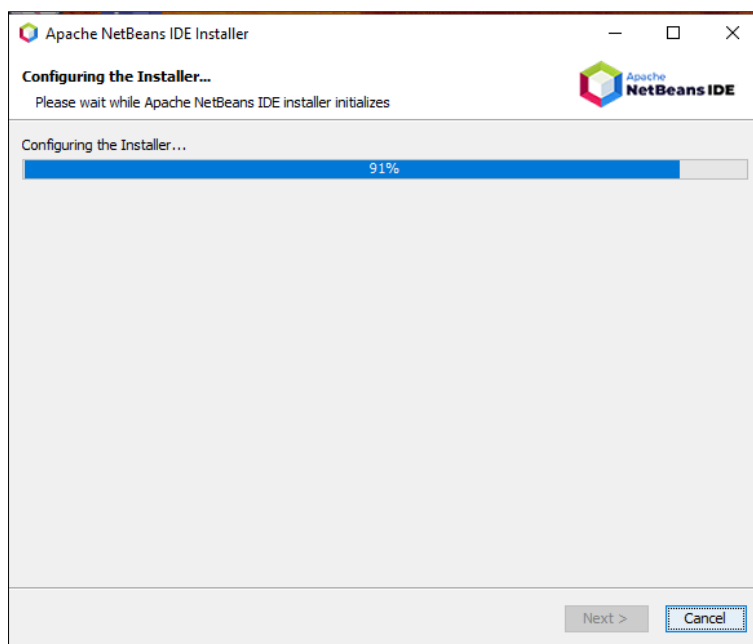 Apache NetBeans IDE Installer
Configuring the Installer...
Please wait while Apache NetBeans IDE installer initializes
Apache
NetBeans IDE
Configuring the Installer...
91%
Next >
Cancel